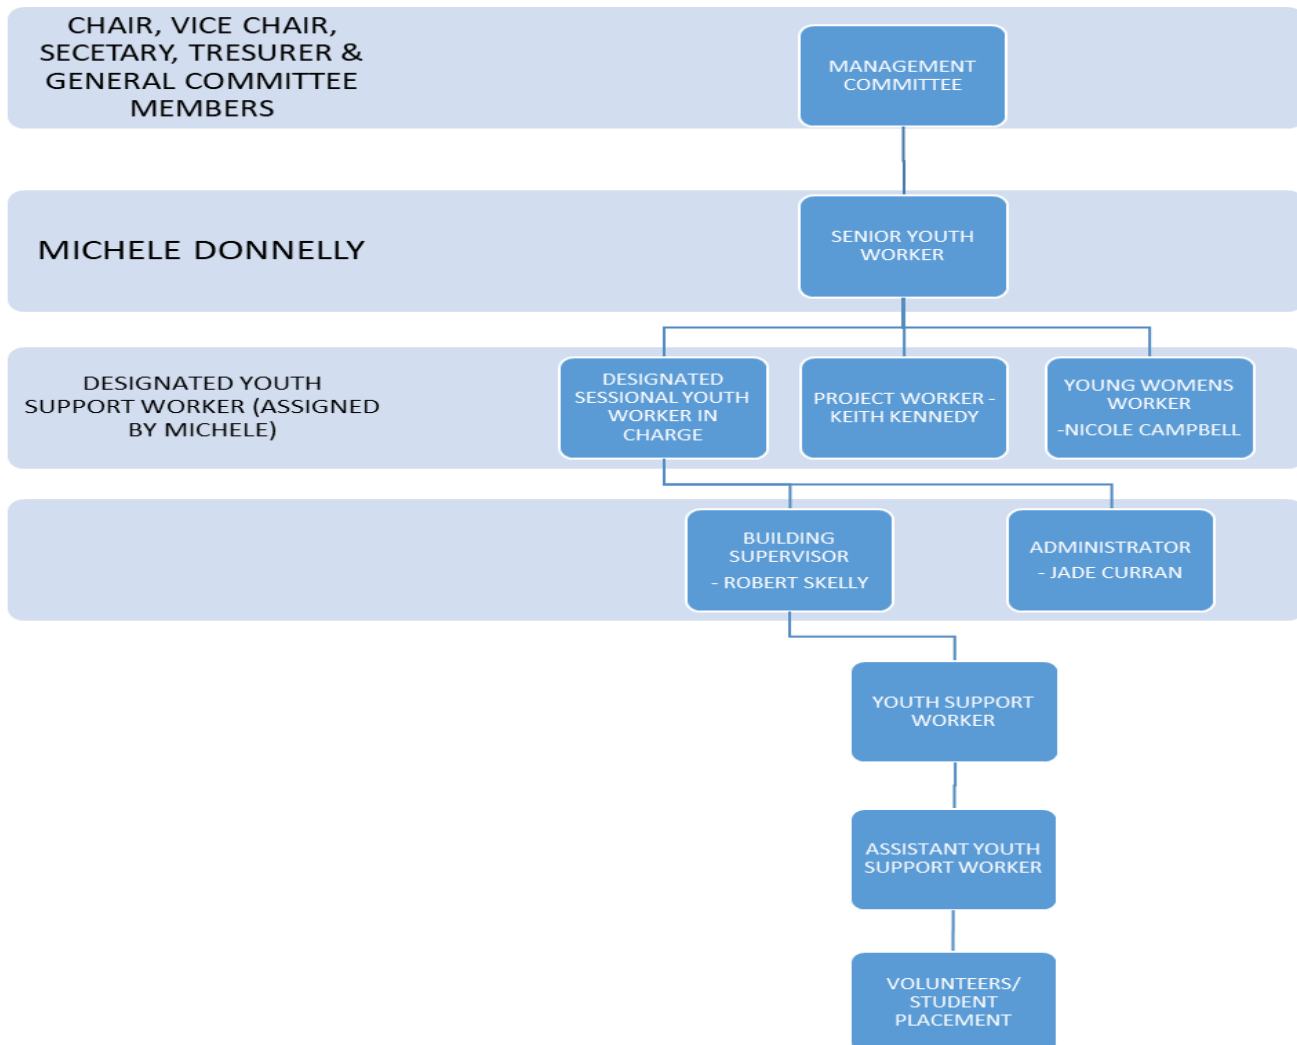 CHAIR, VICE CHAIR,
SECETARY, TRESURER &
GENERAL COMMITTEE
MEMBERS
MANAGEMENT
COMMITTEE
MICHELE DONNELLY
SENIOR YOUTH
WORKER
DESIGNATED YOUTH
SUPPORT WORKER (ASSIGNED
BY MICHELE)
DESIGNATED
SESSIONAL YOUTH
WORKER IN
CHARGE
PROJECT WORKER -
KEITH KENNEDY
YOUNG WOMENS
WORKER
-NICOLE CAMPBELL
BUILDING
SUPERVISOR
- ROBERT SKELLY
ADMINISTRATOR
- JADE CURRAN
YOUTH SUPPORT
WORKER
ASSISTANT YOUTH
SUPPORT WORKER
VOLUNTEERS/
STUDENT
PLACEMENT